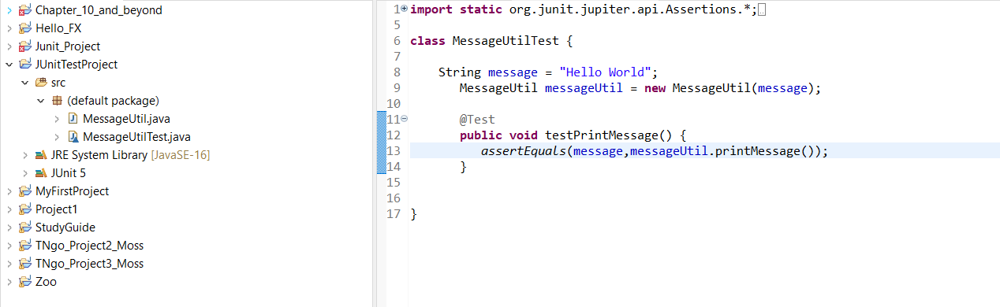 Chapter_10_and_beyond
Hello_FX
Junit_Project
JUnitTestProject
src
(default package)
MessageUtil.java
MessageUtilTest.java
JRE System Library [JavaSE-16]
JUnit 5
MyFirstProject
Project1
StudyGuide
TNgo_Project2_Moss
TNgo_Project3_Moss
Zoo
1 import static org.junit.jupiter.api.Assertions.*;
5
6 class MessageUtilTest {
7
8 String message = "Hello World";
9 MessageUtil messageUtil = new MessageUtil(message);
10
11 @Test
12 public void testPrintMessage() {
13 assertEquals(message,messageUtil.printMessage());
14 }
15
16
17 }